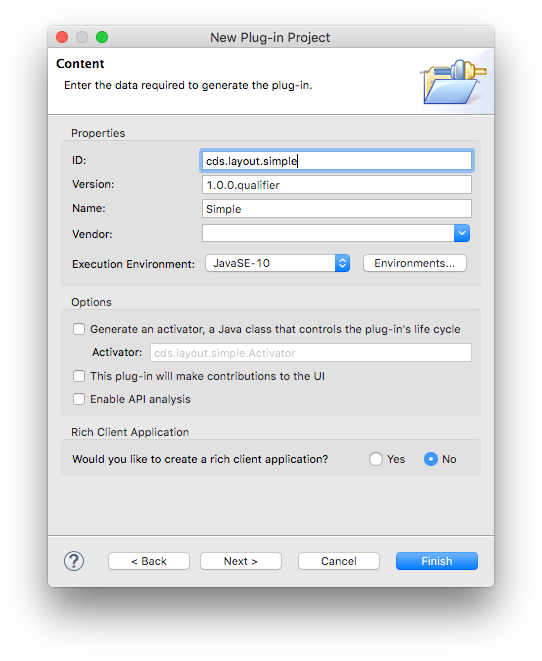 New Plug-in Project
Content
Enter the data required to generate the plug-in.
Properties
ID: cds.layout.simple
Version: 1.0.0.qualifier
Name: Simple
Vendor:
Execution Environment: JavaSE-10 Environments...
Options
Generate an activator, a Java class that controls the plug-in's life cycle
Activator: cds.layout.simple.Activator
This plug-in will make contributions to the UI
Enable API analysis
Rich Client Application
Would you like to create a rich client application? Yes No
? < Back Next > Cancel Finish